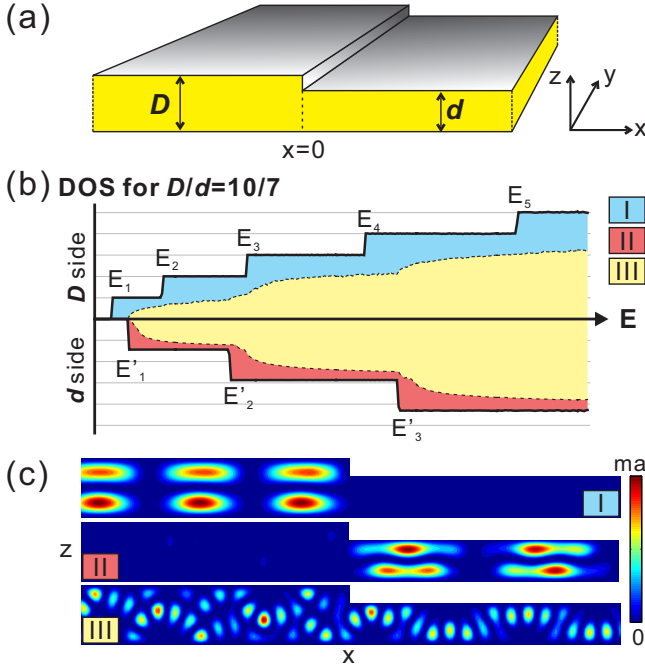 (a)
D
d
x=0
z
y
x
(b) DOS for D/d=10/7
E₁
E₂
E₃
E₄
E₅
I
II
III
D side
d side
E
E'₁
E'₂
E'₃
(c)
ma
I
z
II
III
0
x